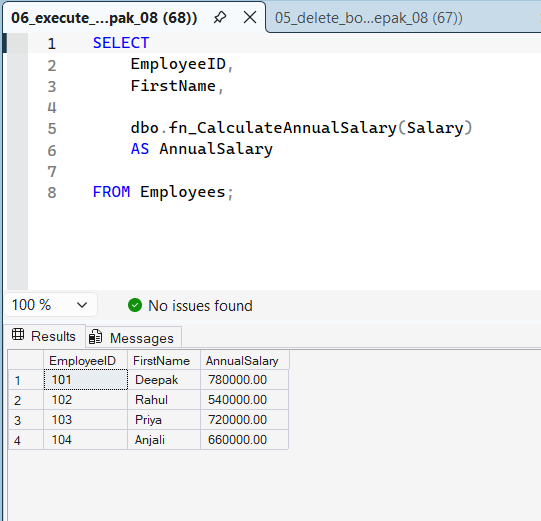 06_execute_...pak_08 (68))
05_delete_bo...epak_08 (67))
1 SELECT
2 EmployeeID,
3 FirstName,
4
5 dbo.fn_CalculateAnnualSalary(Salary)
6 AS AnnualSalary
7
8 FROM Employees;
100 %
No issues found
Results
Messages
EmployeeID FirstName AnnualSalary
1 101 Deepak 780000.00
2 102 Rahul 540000.00
3 103 Priya 720000.00
4 104 Anjali 660000.00